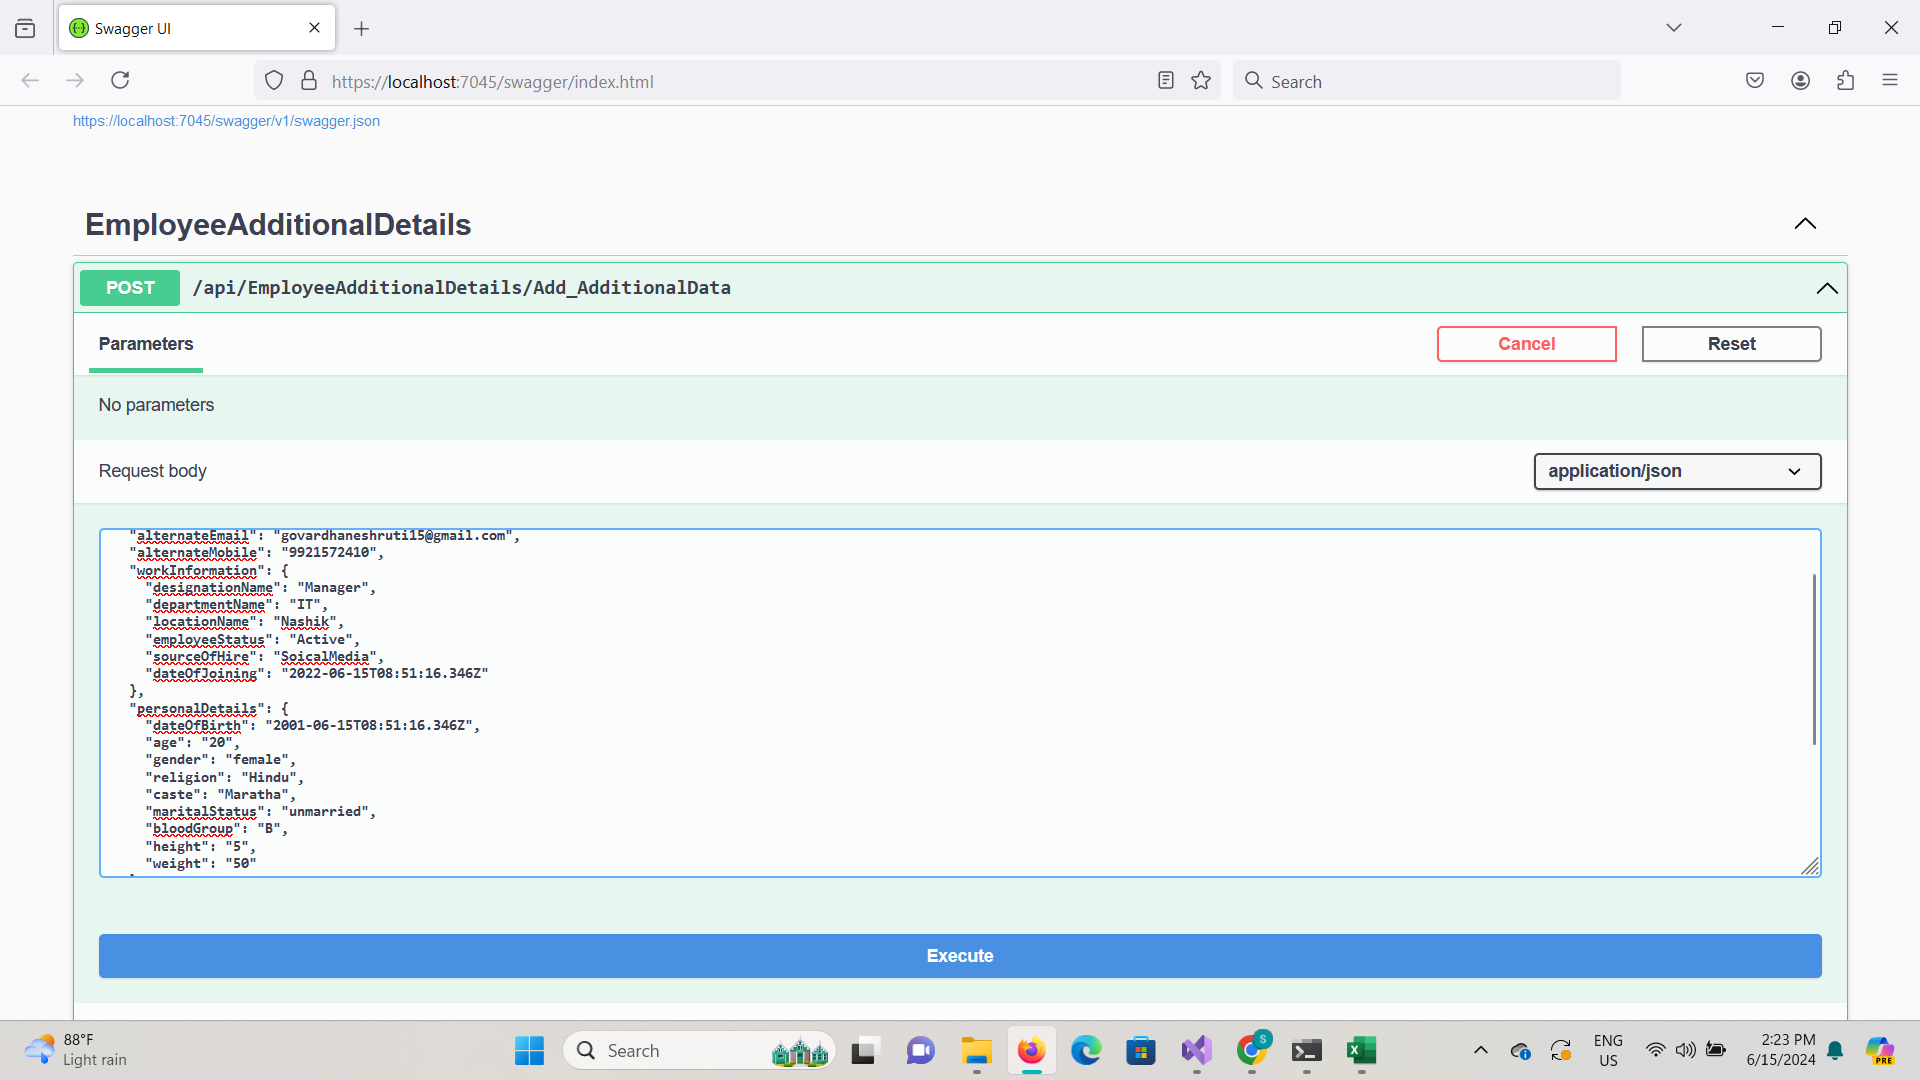 Swagger UI
https://localhost:7045/swagger/index.html
Search
https://localhost:7045/swagger/v1/swagger.json
EmployeeAdditionalDetails
POST
/api/EmployeeAdditionalDetails/Add_AdditionalData
Parameters
Cancel
Reset
No parameters
Request body
application/json
"alternateEmail": "govardhaneshruti15@gmail.com",
"alternateMobile": "9921572410",
"workInformation": {
"designationName": "Manager",
"departmentName": "IT",
"locationName": "Nashik",
"employeeStatus": "Active",
"sourceOfHire": "SoicalMedia",
"dateOfJoining": "2022-06-15T08:51:16.346Z"
},
"personalDetails": {
"dateOfBirth": "2001-06-15T08:51:16.346Z",
"age": "20",
"gender": "female",
"religion": "Hindu",
"caste": "Maratha",
"maritalStatus": "unmarried",
"bloodGroup": "B",
"height": "5",
"weight": "50"
Execute
88°F
Light rain
Search
S
ENG
US
2:23 PM
6/15/2024
PRE